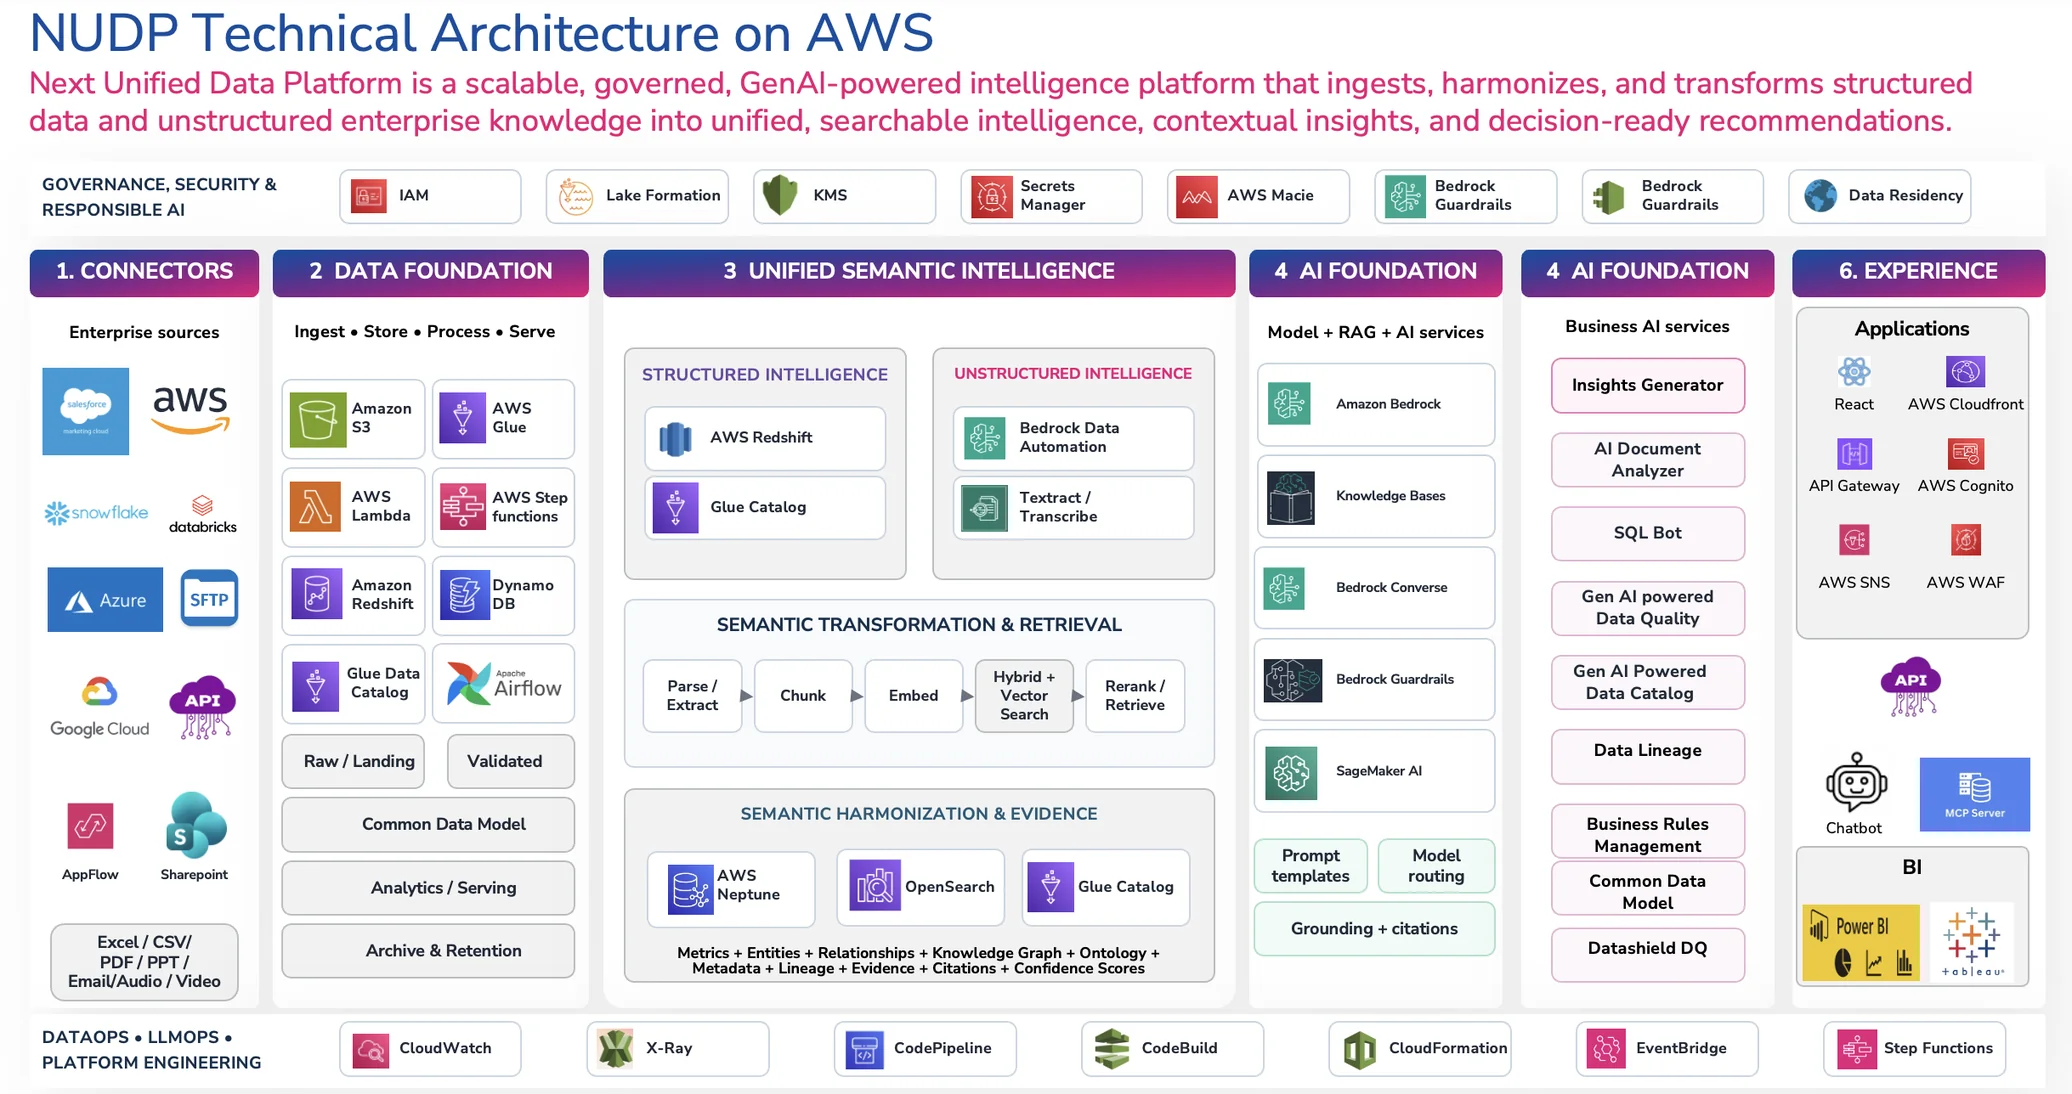 NUDP Technical Architecture on AWS
Next Unified Data Platform is a scalable, governed, GenAI-powered intelligence platform that ingests, harmonizes, and transforms structured
data and unstructured enterprise knowledge into unified, searchable intelligence, contextual insights, and decision-ready recommendations.
GOVERNANCE, SECURITY &
RESPONSIBLE AI
IAM
Lake Formation
KMS
Secrets
Manager
AWS Macie
Bedrock
Guardrails
Bedrock
Guardrails
Data Residency
1. CONNECTORS
Enterprise sources
salesforce
marketing cloud
aws
snowflake
databricks
Azure
SFTP
Google Cloud
API
AppFlow
S
Sharepoint
Excel / CSV/
PDF / PPT /
Email/Audio / Video
2 DATA FOUNDATION
Ingest • Store • Process • Serve
Amazon
S3
AWS
Glue
AWS
Lambda
AWS Step
functions
Amazon
Redshift
Dynamo
DB
Glue Data
Catalog
Apache
Airflow
Raw / Landing
Validated
Common Data Model
Analytics / Serving
Archive & Retention
3 UNIFIED SEMANTIC INTELLIGENCE
STRUCTURED INTELLIGENCE
AWS Redshift
Glue Catalog
UNSTRUCTURED INTELLIGENCE
Bedrock Data
Automation
Textract /
Transcribe
SEMANTIC TRANSFORMATION & RETRIEVAL
Parse /
Extract
Chunk
Embed
Hybrid +
Vector
Search
Rerank /
Retrieve
SEMANTIC HARMONIZATION & EVIDENCE
AWS
Neptune
OpenSearch
Glue Catalog
Metrics + Entities + Relationships + Knowledge Graph + Ontology +
Metadata + Lineage + Evidence + Citations + Confidence Scores
4 AI FOUNDATION
Model + RAG + AI services
Amazon Bedrock
Knowledge Bases
Bedrock Converse
Bedrock Guardrails
SageMaker AI
Prompt
templates
Model
routing
Grounding + citations
4 AI FOUNDATION
Business AI services
Insights Generator
AI Document
Analyzer
SQL Bot
Gen AI powered
Data Quality
Gen AI Powered
Data Catalog
Data Lineage
Business Rules
Management
Common Data
Model
Datashield DQ
6. EXPERIENCE
Applications
React
AWS Cloudfront
API Gateway
AWS Cognito
AWS SNS
AWS WAF
API
Chatbot
MCP Server
BI
Power BI
+ableau
DATAOPS • LLMOPS •
PLATFORM ENGINEERING
CloudWatch
X-Ray
CodePipeline
CodeBuild
CloudFormation
EventBridge
Step Functions